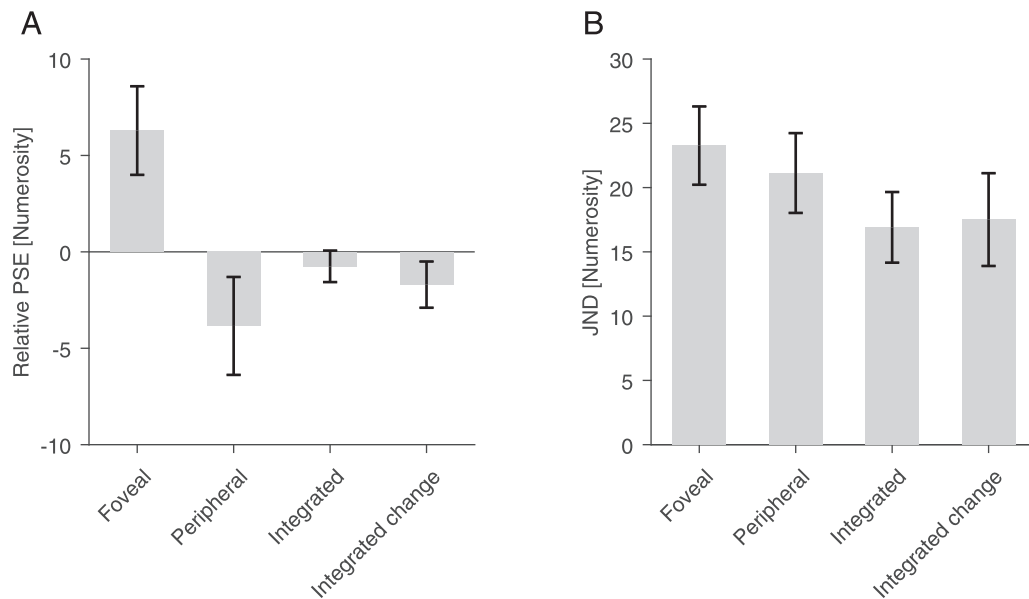 A
Relative PSE [Numerosity]
10
5
0
-5
-10
Foveal
Peripheral
Integrated
Integrated change
B
JND [Numerosity]
30
25
20
15
10
5
0
Foveal
Peripheral
Integrated
Integrated change